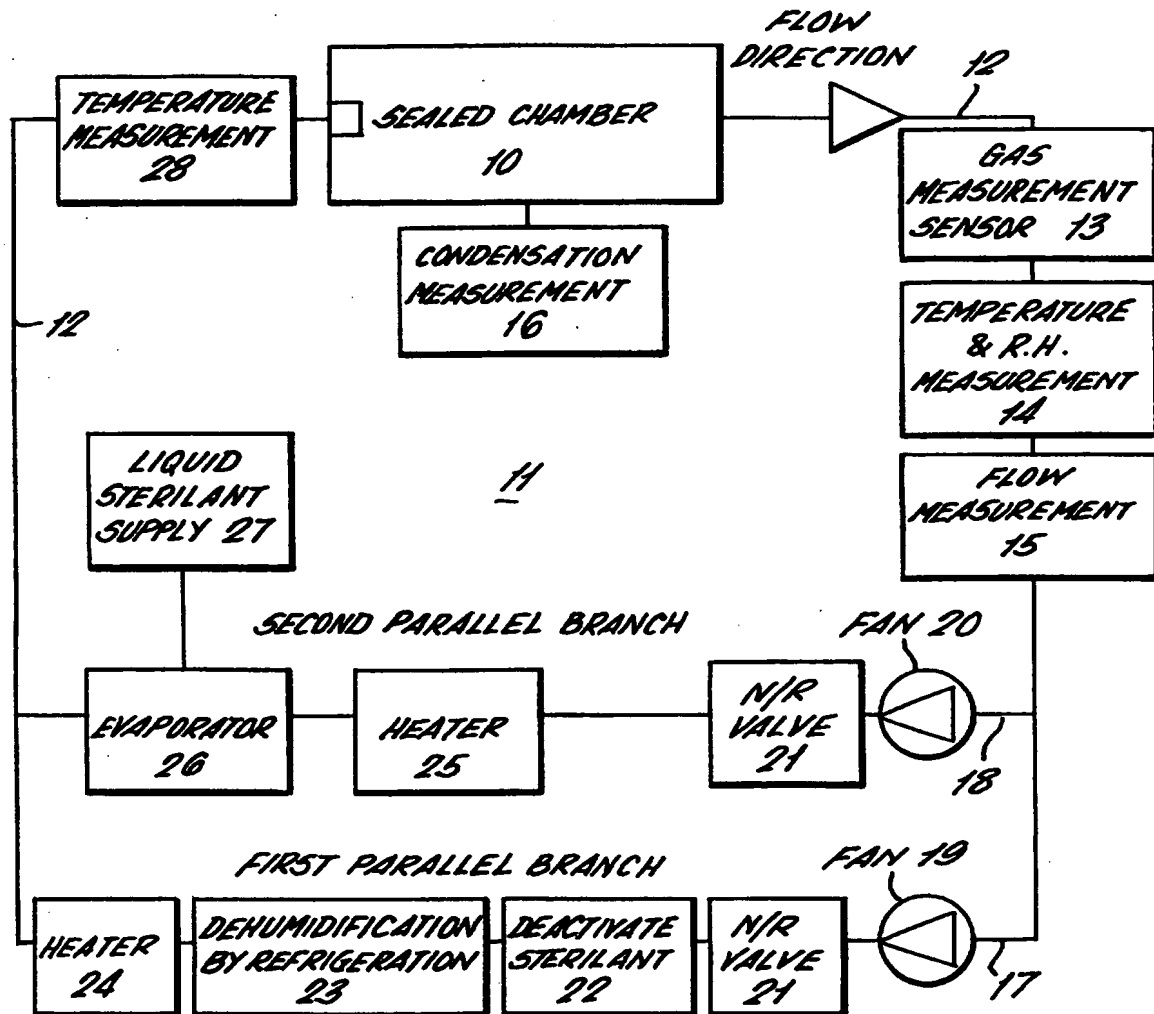 FLOW
DIRECTION
12
TEMPERATURE
MEASUREMENT
28
SEALED CHAMBER
10
GAS
MEASUREMENT
SENSOR 13
CONDENSATION
MEASUREMENT
16
12
TEMPERATURE
& R.H.
MEASUREMENT
14
LIQUID
STERILANT
SUPPLY 27
11
FLOW
MEASUREMENT
15
SECOND PARALLEL BRANCH
FAN 20
EVAPORATOR
26
HEATER
25
N/R
VALVE
21
18
FIRST PARALLEL BRANCH
FAN 19
HEATER
24
DEHUMIDIFICATION
BY REFRIGERATION
23
DEACTIVATE
STERILANT
22
N/R
VALVE
21
17